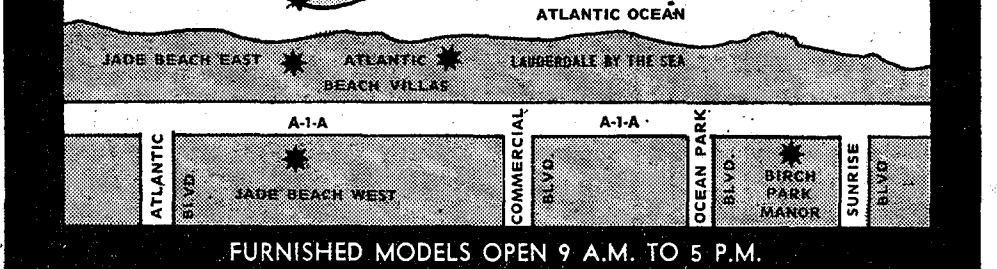 ATLANTIC OCEAN
JADE BEACH EAST
ATLANTIC
BEACH VILLAS
LAUDERDALE BY THE SEA
A-1-A
A-1-A
ATLANTIC
BLVD.
JADE BEACH WEST
COMMERCIAL
BLVD.
OCEAN PARK
BLVD.
BIRCH
PARK
MANOR
SUNRISE
BLVD
FURNISHED MODELS OPEN 9 A.M. TO 5 P.M.